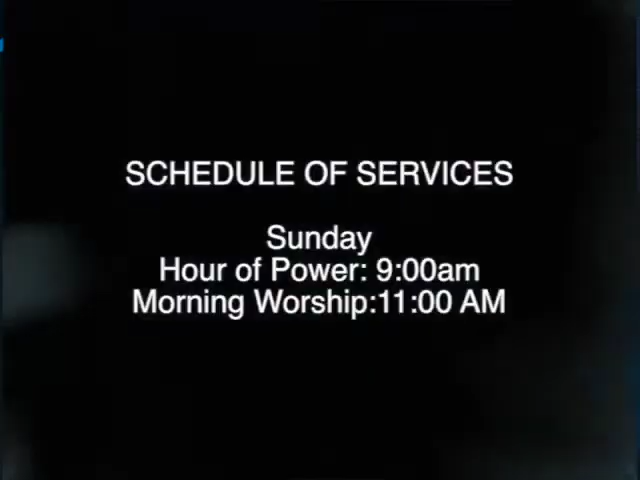 SCHEDULE OF SERVICES
Sunday
Hour of Power: 9:00am
Morning Worship:11:00 AM